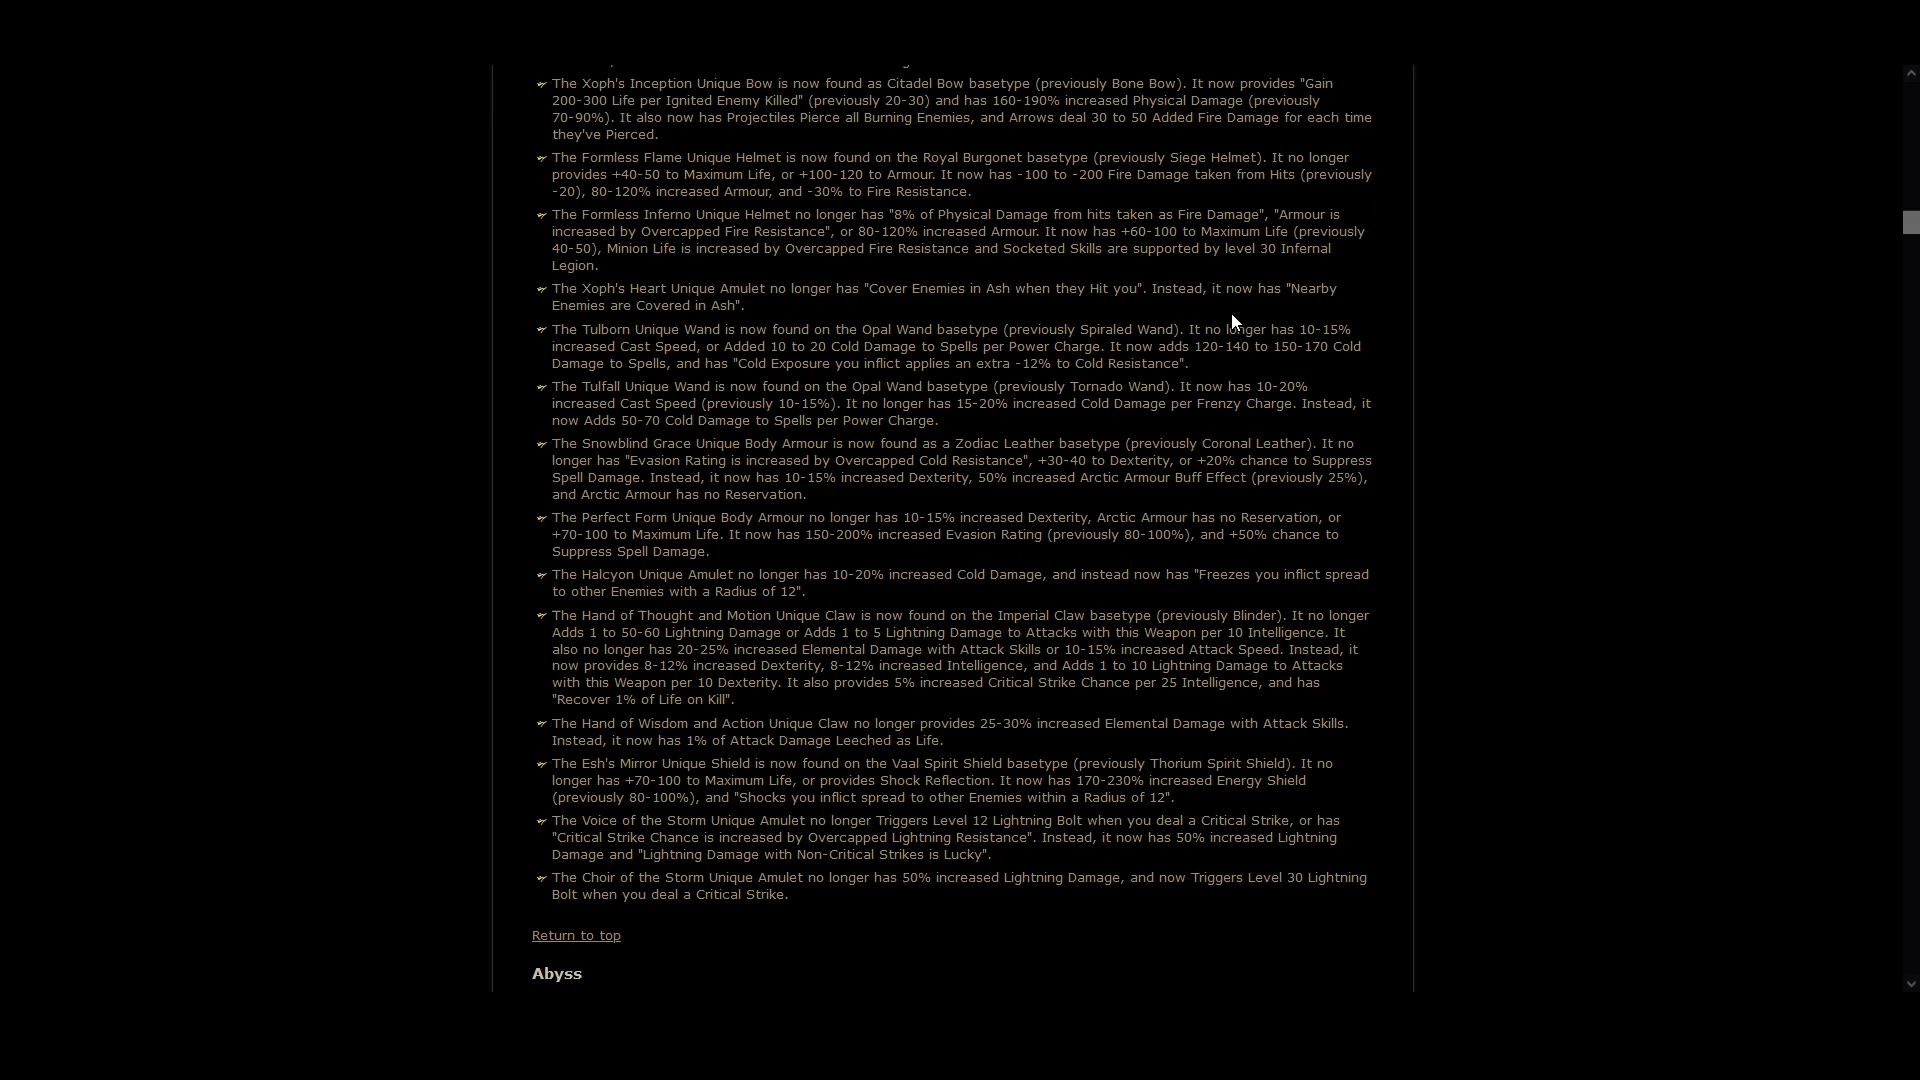 The Xoph's Inception Unique Bow is now found as Citadel Bow basetype (previously Bone Bow). It now provides "Gain
200-300 Life per Ignited Enemy Killed" (previously 20-30) and has 160-190% increased Physical Damage (previously
70-90%). It also now has Projectiles Pierce all Burning Enemies, and Arrows deal 30 to 50 Added Fire Damage for each time
they've Pierced.
The Formless Flame Unique Helmet is now found on the Royal Burgonet basetype (previously Siege Helmet). It no longer
provides +40-50 to Maximum Life, or +100-120 to Armour. It now has -100 to -200 Fire Damage taken from Hits (previously
-20), 80-120% increased Armour, and -30% to Fire Resistance.
The Formless Inferno Unique Helmet no longer has "8% of Physical Damage from hits taken as Fire Damage", "Armour is
increased by Overcapped Fire Resistance", or 80-120% increased Armour. It now has +60-100 to Maximum Life (previously
40-50), Minion Life is increased by Overcapped Fire Resistance and Socketed Skills are supported by level 30 Infernal
Legion.
The Xoph's Heart Unique Amulet no longer has "Cover Enemies in Ash when they Hit you". Instead, it now has "Nearby
Enemies are Covered in Ash".
The Tulborn Unique Wand is now found on the Opal Wand basetype (previously Spiraled Wand). It no longer has 10-15%
increased Cast Speed, or Added 10 to 20 Cold Damage to Spells per Power Charge. It now adds 120-140 to 150-170 Cold
Damage to Spells, and has "Cold Exposure you inflict applies an extra -12% to Cold Resistance".
The Tulfall Unique Wand is now found on the Opal Wand basetype (previously Tornado Wand). It now has 10-20%
increased Cast Speed (previously 10-15%). It no longer has 15-20% increased Cold Damage per Frenzy Charge. Instead, it
now Adds 50-70 Cold Damage to Spells per Power Charge.
The Snowblind Grace Unique Body Armour is now found as a Zodiac Leather basetype (previously Coronal Leather). It no
longer has "Evasion Rating is increased by Overcapped Cold Resistance", +30-40 to Dexterity, or +20% chance to Suppress
Spell Damage. Instead, it now has 10-15% increased Dexterity, 50% increased Arctic Armour Buff Effect (previously 25%),
and Arctic Armour has no Reservation.
The Perfect Form Unique Body Armour no longer has 10-15% increased Dexterity, Arctic Armour has no Reservation, or
+70-100 to Maximum Life. It now has 150-200% increased Evasion Rating (previously 80-100%), and +50% chance to
Suppress Spell Damage.
The Halcyon Unique Amulet no longer has 10-20% increased Cold Damage, and instead now has "Freezes you inflict spread
to other Enemies with a Radius of 12".
The Hand of Thought and Motion Unique Claw is now found on the Imperial Claw basetype (previously Blinder). It no longer
Adds 1 to 50-60 Lightning Damage or Adds 1 to 5 Lightning Damage to Attacks with this Weapon per 10 Intelligence. It
also no longer has 20-25% increased Elemental Damage with Attack Skills or 10-15% increased Attack Speed. Instead, it
now provides 8-12% increased Dexterity, 8-12% increased Intelligence, and Adds 1 to 10 Lightning Damage to Attacks
with this Weapon per 10 Dexterity. It also provides 5% increased Critical Strike Chance per 25 Intelligence, and has
"Recover 1% of Life on Kill".
The Hand of Wisdom and Action Unique Claw no longer provides 25-30% increased Elemental Damage with Attack Skills.
Instead, it now has 1% of Attack Damage Leeched as Life.
The Esh's Mirror Unique Shield is now found on the Vaal Spirit Shield basetype (previously Thorium Spirit Shield). It no
longer has +70-100 to Maximum Life, or provides Shock Reflection. It now has 170-230% increased Energy Shield
(previously 80-100%), and "Shocks you inflict spread to other Enemies within a Radius of 12".
The Voice of the Storm Unique Amulet no longer Triggers Level 12 Lightning Bolt when you deal a Critical Strike, or has
"Critical Strike Chance is increased by Overcapped Lightning Resistance". Instead, it now has 50% increased Lightning
Damage and "Lightning Damage with Non-Critical Strikes is Lucky".
The Choir of the Storm Unique Amulet no longer has 50% increased Lightning Damage, and now Triggers Level 30 Lightning
Bolt when you deal a Critical Strike.
Return to top
Abyss